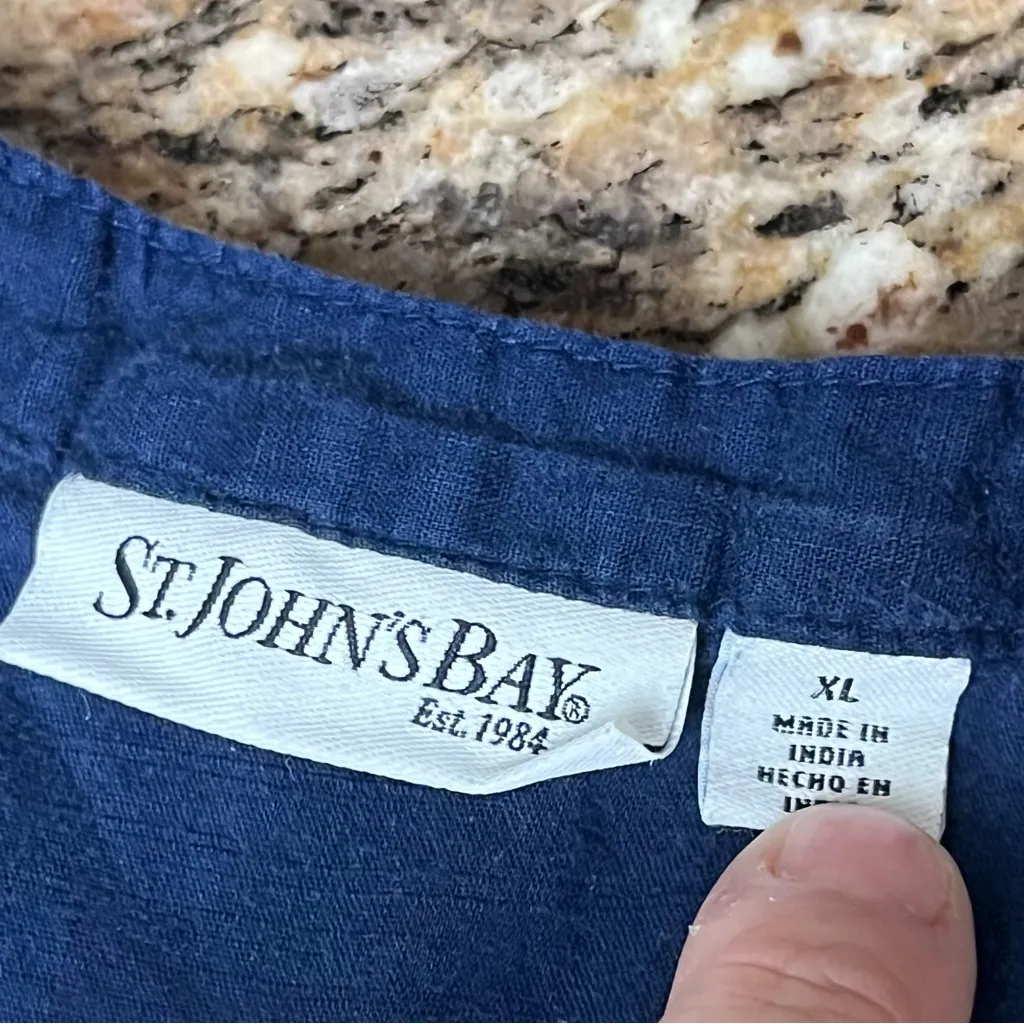 ST. JOHN'S BAY®
Est. 1984
XL
MADE IN
INDIA
HECHO EN